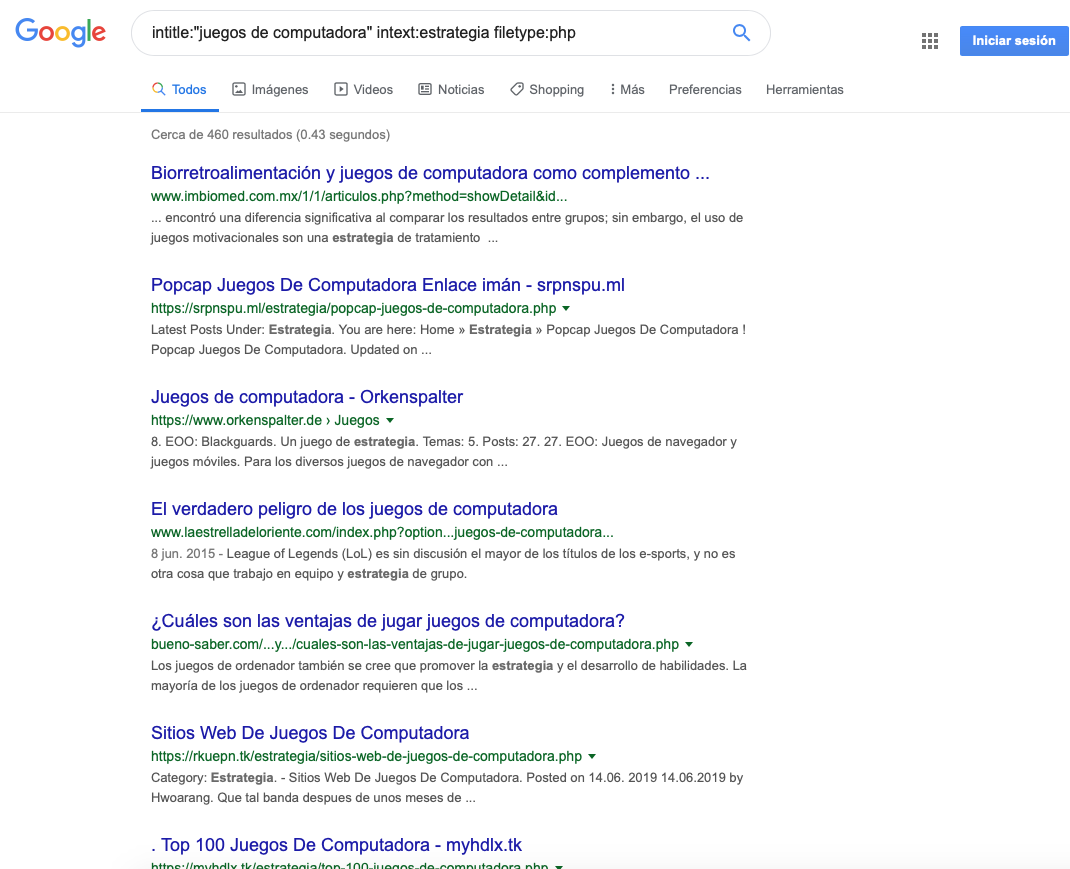 Google
intitle:"juegos de computadora" intext:estrategia filetype:php
Iniciar sesión
Todos Imágenes Videos Noticias Shopping Más Preferencias Herramientas
Cerca de 460 resultados (0.43 segundos)
Biorretroalimentación y juegos de computadora como complemento ...
www.imbiomed.com.mx/1/1/articulos.php?method=showDetail&id...
... encontró una diferencia significativa al comparar los resultados entre grupos; sin embargo, el uso de
juegos motivacionales son una estrategia de tratamiento ...
Popcap Juegos De Computadora Enlace imán - srpnspu.ml
https://srpnspu.ml/estrategia/popcap-juegos-de-computadora.php
Latest Posts Under: Estrategia. You are here: Home » Estrategia » Popcap Juegos De Computadora !
Popcap Juegos De Computadora. Updated on ...
Juegos de computadora - Orkenspalter
https://www.orkenspalter.de › Juegos
8. EOO: Blackguards. Un juego de estrategia. Temas: 5. Posts: 27. 27. EOO: Juegos de navegador y
juegos móviles. Para los diversos juegos de navegador con ...
El verdadero peligro de los juegos de computadora
www.laestrelladeloriente.com/index.php?option...juegos-de-computadora...
8 jun. 2015 - League of Legends (LoL) es sin discusión el mayor de los títulos de los e-sports, y no es
otra cosa que trabajo en equipo y estrategia de grupo.
¿Cuáles son las ventajas de jugar juegos de computadora?
bueno-saber.com/...y.../cuales-son-las-ventajas-de-jugar-juegos-de-computadora.php
Los juegos de ordenador también se cree que promover la estrategia y el desarrollo de habilidades. La
mayoría de los juegos de ordenador requieren que los ...
Sitios Web De Juegos De Computadora
https://rkuepn.tk/estrategia/sitios-web-de-juegos-de-computadora.php
Category: Estrategia. - Sitios Web De Juegos De Computadora. Posted on 14.06. 2019 14.06.2019 by
Hwoarang. Que tal banda despues de unos meses de ...
. Top 100 Juegos De Computadora - myhdlx.tk
https://myhdlx.tk/estrategia/top-100-juegos-de-computadora.php